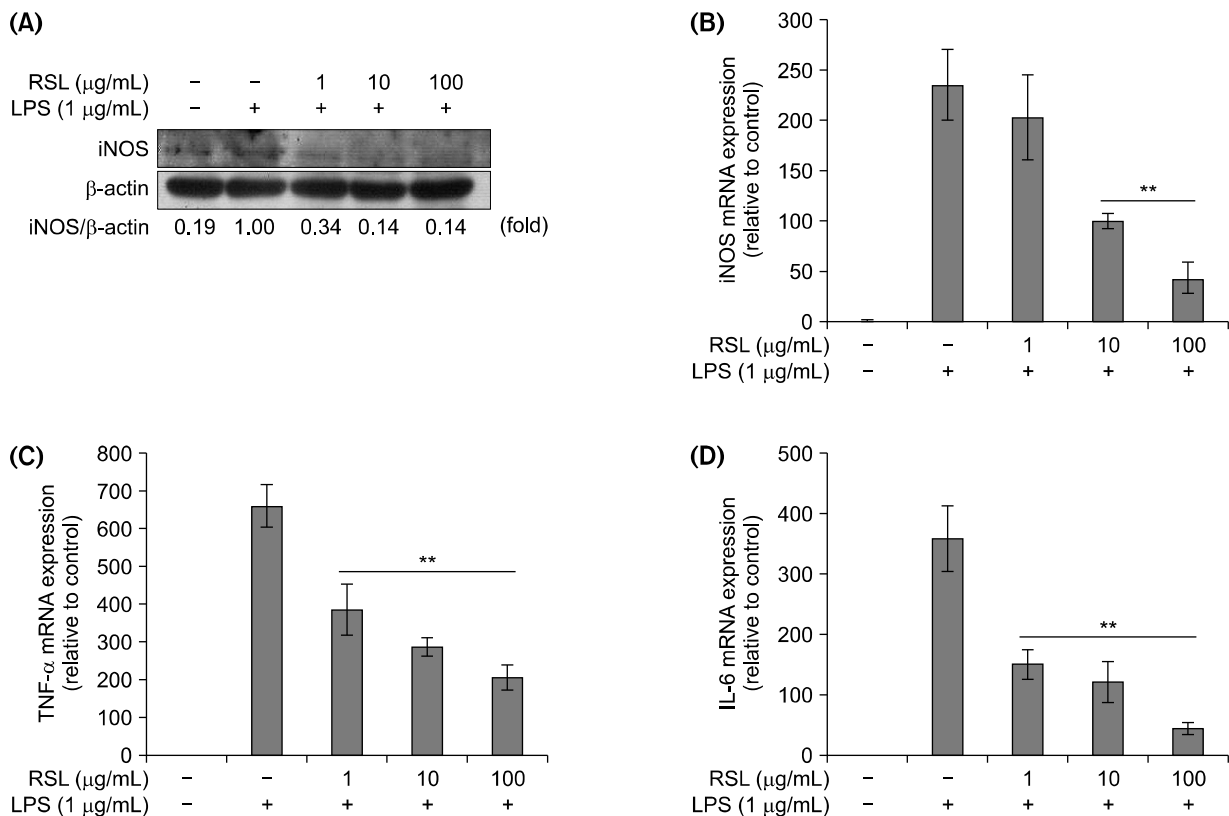 (A)
RSL (μg/mL) – – 1 10 100
LPS (1 μg/mL) – + + + +
iNOS
β-actin
iNOS/β-actin 0.19 1.00 0.34 0.14 0.14 (fold)
(B)
iNOS mRNA expression
(relative to control)
300
250
200
150
100
50
0
**
RSL (μg/mL) – – 1 10 100
LPS (1 μg/mL) – + + + +
(C)
TNF-α mRNA expression
(relative to control)
800
700
600
500
400
300
200
100
0
**
RSL (μg/mL) – – 1 10 100
LPS (1 μg/mL) – + + + +
(D)
IL-6 mRNA expression
(relative to control)
500
400
300
200
100
0
**
RSL (μg/mL) – – 1 10 100
LPS (1 μg/mL) – + + + +